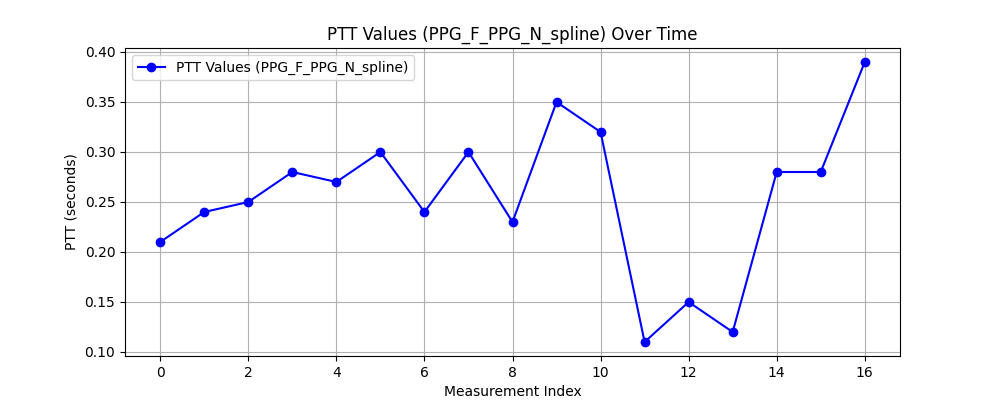 PTT Values (PPG_F_PPG_N_spline) Over Time
PTT Values (PPG_F_PPG_N_spline)
PTT (seconds)
0.40
0.35
0.30
0.25
0.20
0.15
0.10
0 2 4 6 8 10 12 14 16
Measurement Index